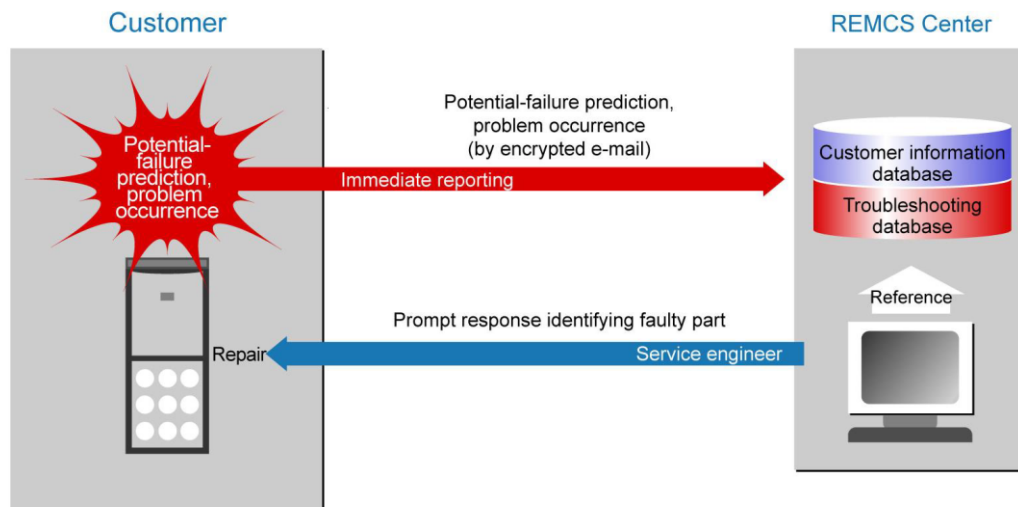 Customer
REMCS Center
Potential-
failure
prediction,
problem
occurrence
Potential-failure prediction,
problem occurrence
(by encrypted e-mail)
Immediate reporting
Customer information
database
Troubleshooting
database
Reference
Prompt response identifying faulty part
Repair
Service engineer